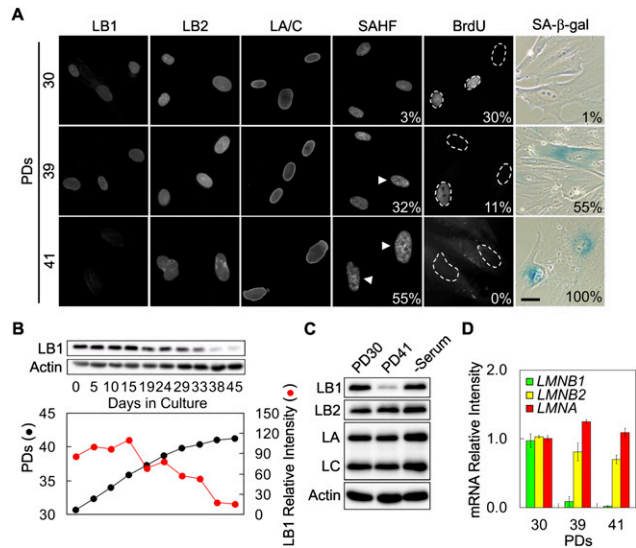 A
LB1 LB2 LA/C SAHF BrdU SA-β-gal
PDs
30
3% 30% 1%
39
32% 11% 55%
41
55% 0% 100%
B
LB1
Actin
0 5 10 15 19 24 29 33 38 45
Days in Culture
PDs (●)
45
40
35
30
150
120
90
60
30
0
LB1 Relative Intensity (●)
C
PD30 PD41 -Serum
LB1
LB2
LA
LC
Actin
D
mRNA Relative Intensity
2.0
1.0
0
LMNB1
LMNB2
LMNA
30 39 41
PDs